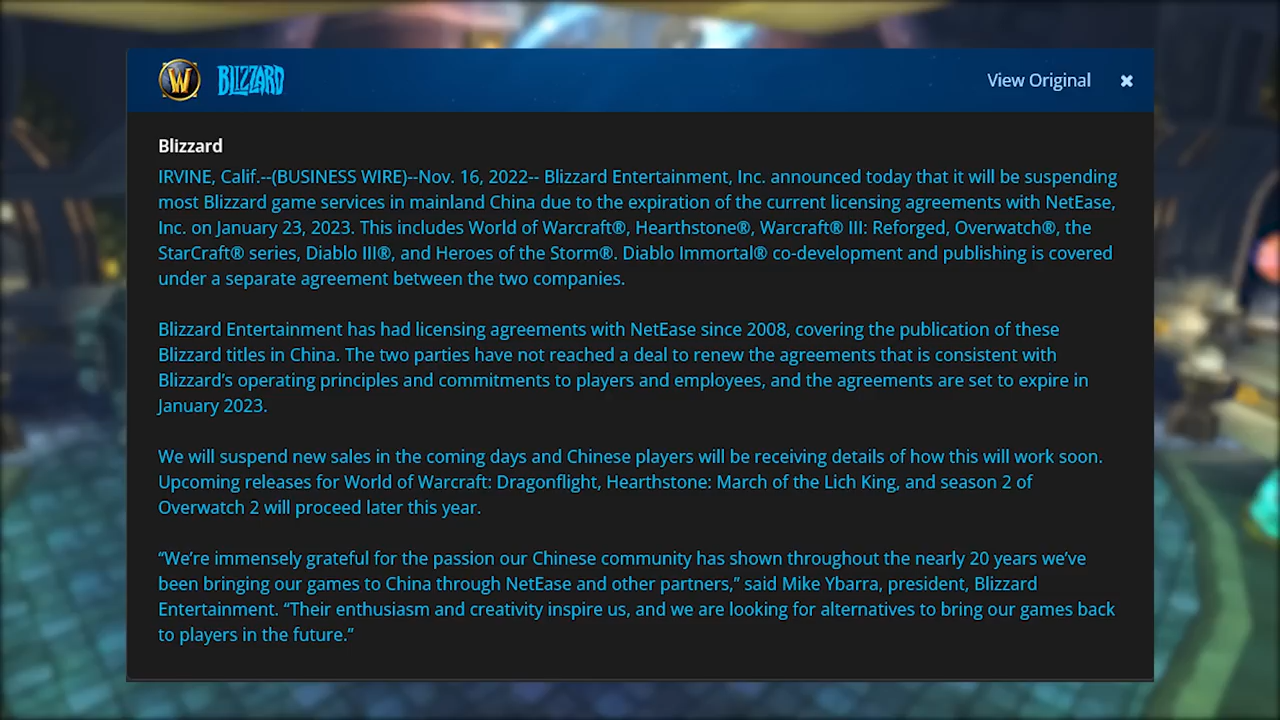 W BLIZZARD View Original ×
Blizzard
IRVINE, Calif.--(BUSINESS WIRE)--Nov. 16, 2022-- Blizzard Entertainment, Inc. announced today that it will be suspending
most Blizzard game services in mainland China due to the expiration of the current licensing agreements with NetEase,
Inc. on January 23, 2023. This includes World of Warcraft®, Hearthstone®, Warcraft® III: Reforged, Overwatch®, the
StarCraft® series, Diablo III®, and Heroes of the Storm®. Diablo Immortal® co-development and publishing is covered
under a separate agreement between the two companies.
Blizzard Entertainment has had licensing agreements with NetEase since 2008, covering the publication of these
Blizzard titles in China. The two parties have not reached a deal to renew the agreements that is consistent with
Blizzard’s operating principles and commitments to players and employees, and the agreements are set to expire in
January 2023.
We will suspend new sales in the coming days and Chinese players will be receiving details of how this will work soon.
Upcoming releases for World of Warcraft: Dragonflight, Hearthstone: March of the Lich King, and season 2 of
Overwatch 2 will proceed later this year.
“We’re immensely grateful for the passion our Chinese community has shown throughout the nearly 20 years we’ve
been bringing our games to China through NetEase and other partners,” said Mike Ybarra, president, Blizzard
Entertainment. “Their enthusiasm and creativity inspire us, and we are looking for alternatives to bring our games back
to players in the future.”